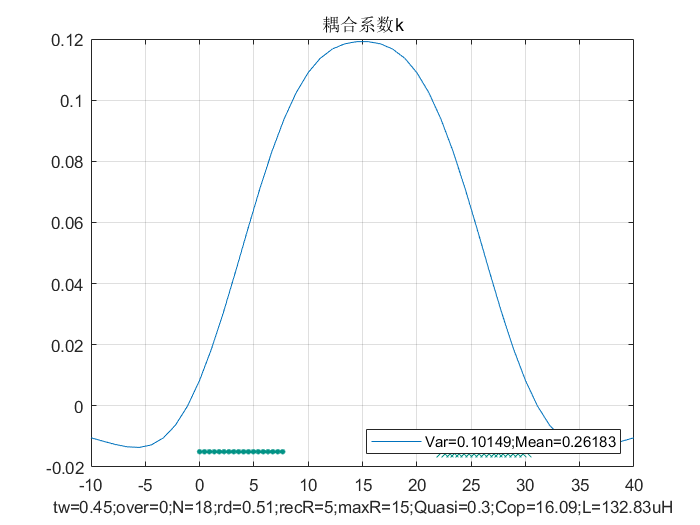 耦合系数k
0.12
0.1
0.08
0.06
0.04
0.02
0
-0.02
Var=0.10149;Mean=0.26183
-10 -5 0 5 10 15 20 25 30 35 40
tw=0.45;over=0;N=18;rd=0.51;recR=5;maxR=15;Quasi=0.3;Cop=16.09;L=132.83uH